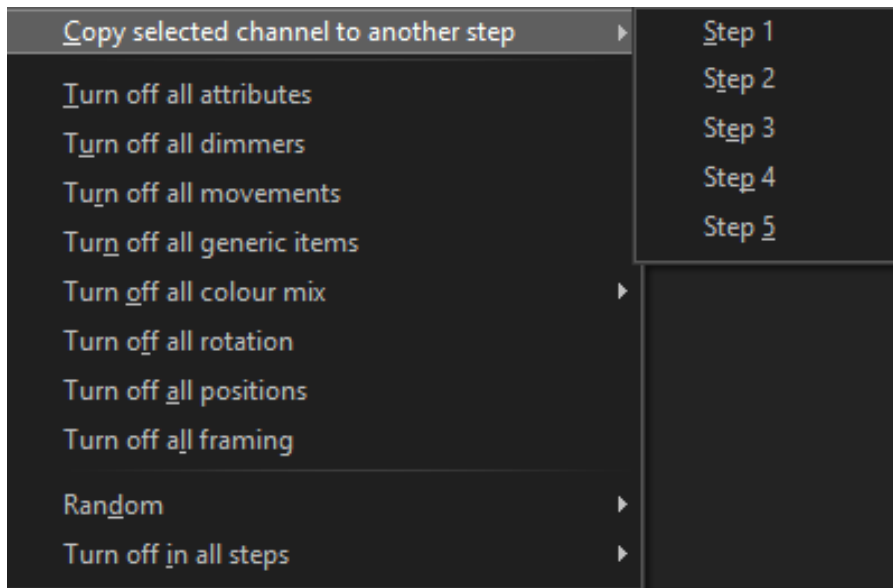 Copy selected channel to another step
Turn off all attributes
Turn off all dimmers
Turn off all movements
Turn off all generic items
Turn off all colour mix
Turn off all rotation
Turn off all positions
Turn off all framing
Random
Turn off in all steps
Step 1
Step 2
Step 3
Step 4
Step 5